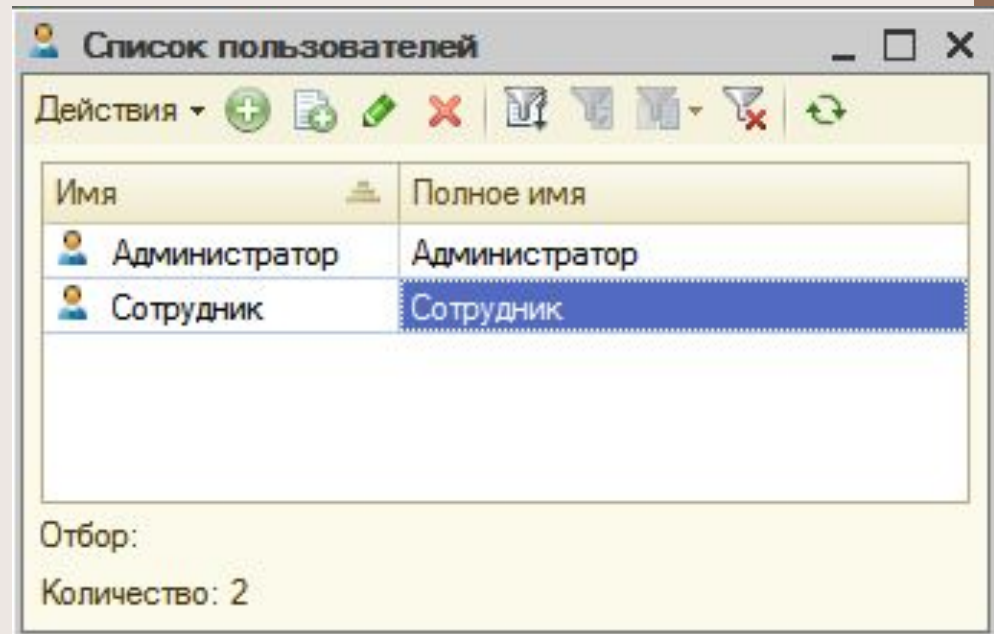 Список пользователей
Действия
Имя Полное имя
Администратор Администратор
Сотрудник Сотрудник
Отбор:
Количество: 2